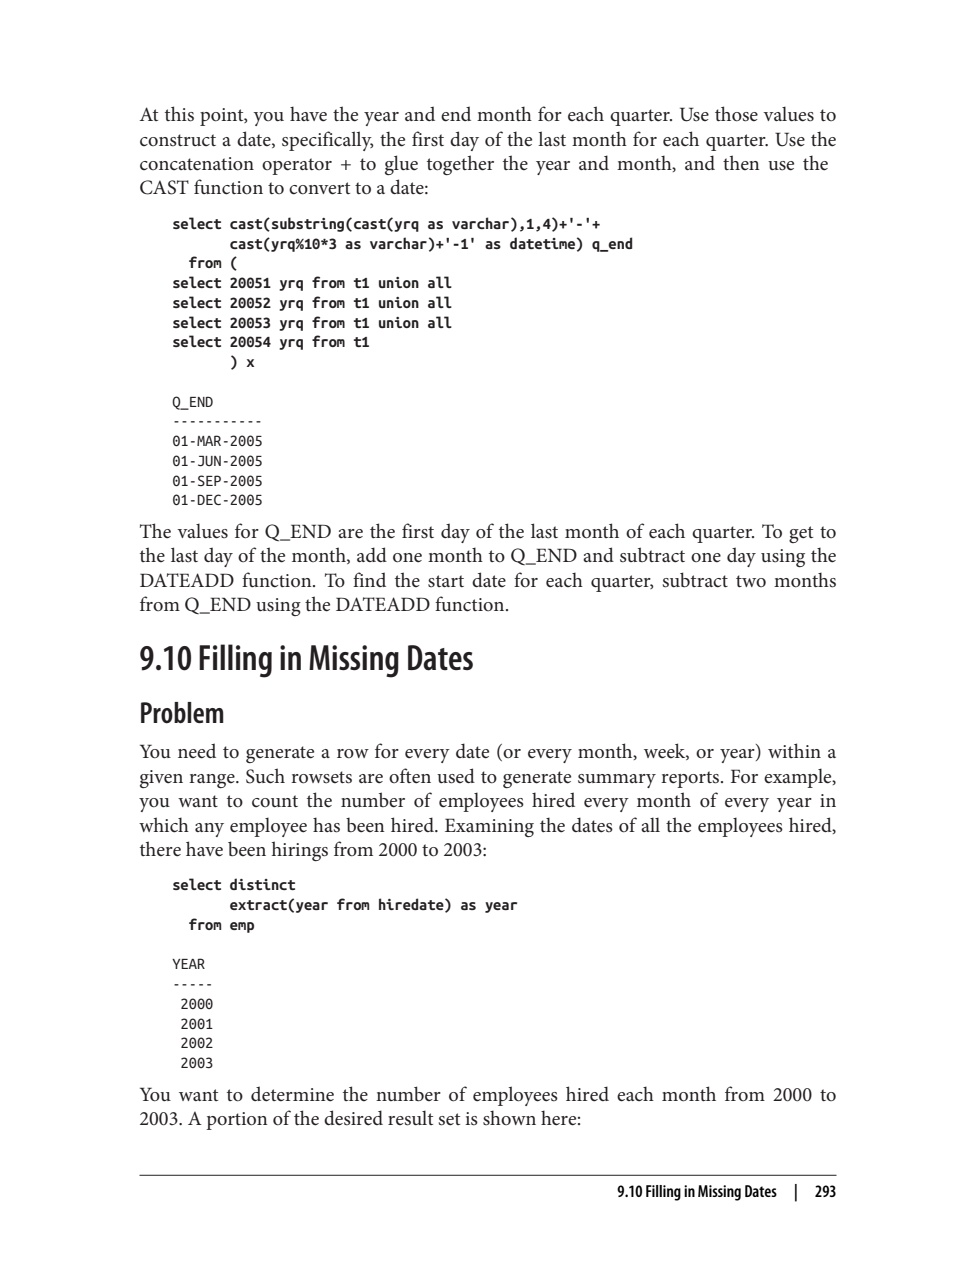 At this point, you have the year and end month for each quarter. Use those values to
construct a date, specifically, the first day of the last month for each quarter. Use the
concatenation operator + to glue together the year and month, and then use the
CAST function to convert to a date:
select cast(substring(cast(yrq as varchar),1,4)+'-'+
       cast(yrq%10*3 as varchar)+'-1' as datetime) q_end
  from (
select 20051 yrq from t1 union all
select 20052 yrq from t1 union all
select 20053 yrq from t1 union all
select 20054 yrq from t1
       ) x
Q_END
-----------
01-MAR-2005
01-JUN-2005
01-SEP-2005
01-DEC-2005
The values for Q_END are the first day of the last month of each quarter. To get to
the last day of the month, add one month to Q_END and subtract one day using the
DATEADD function. To find the start date for each quarter, subtract two months
from Q_END using the DATEADD function.
9.10 Filling in Missing Dates
Problem
You need to generate a row for every date (or every month, week, or year) within a
given range. Such rowsets are often used to generate summary reports. For example,
you want to count the number of employees hired every month of every year in
which any employee has been hired. Examining the dates of all the employees hired,
there have been hirings from 2000 to 2003:
select distinct
       extract(year from hiredate) as year
  from emp
YEAR
-----
 2000
 2001
 2002
 2003
You want to determine the number of employees hired each month from 2000 to
2003. A portion of the desired result set is shown here:
9.10 Filling in Missing Dates | 293